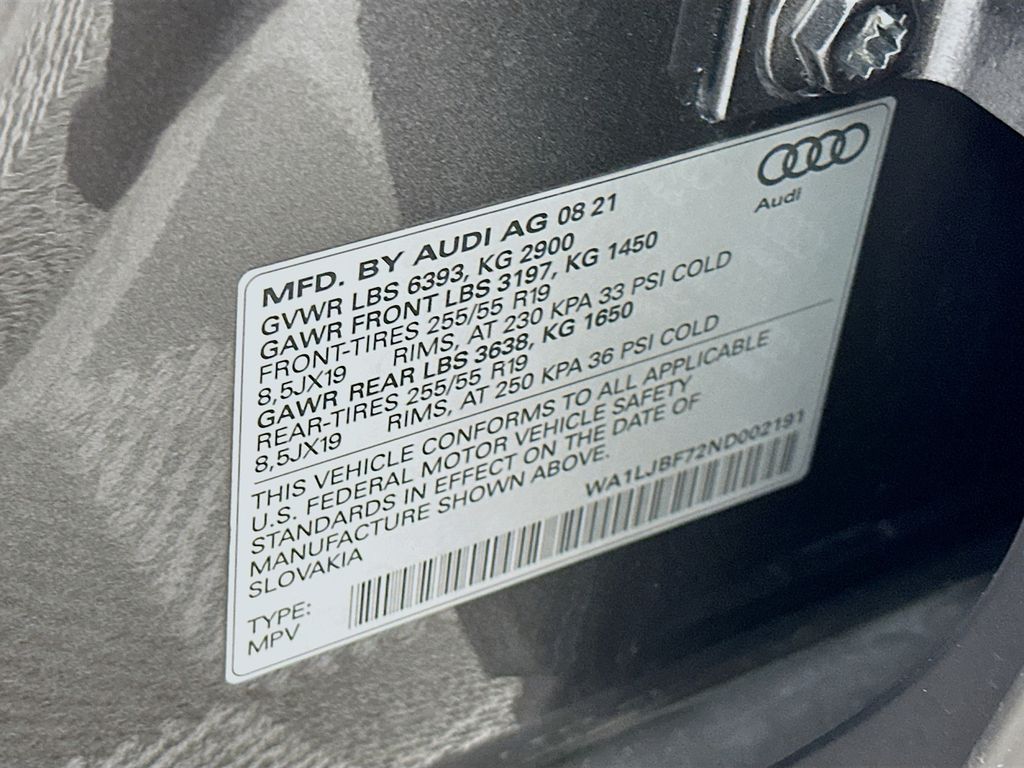 Audi
MFD. BY AUDI AG 08 21
GVWR LBS 6393, KG 2900
GAWR FRONT LBS 3197, KG 1450
FRONT-TIRES 255/55 R19
8,5JX19 RIMS, AT 230 KPA 33 PSI COLD
GAWR REAR LBS 3638, KG 1650
REAR-TIRES 255/55 R19
8,5JX19 RIMS, AT 250 KPA 36 PSI COLD
THIS VEHICLE CONFORMS TO ALL APPLICABLE
U.S. FEDERAL MOTOR VEHICLE SAFETY
STANDARDS IN EFFECT ON THE DATE OF
MANUFACTURE SHOWN ABOVE.
SLOVAKIA
WA1LJBF72ND002191
TYPE:
MPV